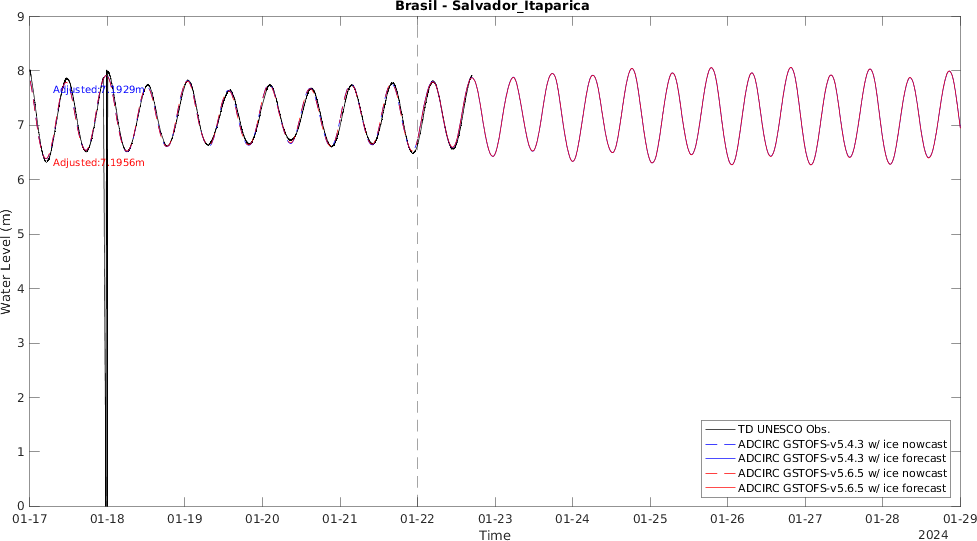 Brasil - Salvador_Itaparica
9
8
7
6
5
4
3
2
1
0
Water Level (m)
Adjusted:7.1929m
Adjusted:7.1956m
TD UNESCO Obs.
ADCIRC GSTOFS-v5.4.3 w/ ice nowcast
ADCIRC GSTOFS-v5.4.3 w/ ice forecast
ADCIRC GSTOFS-v5.6.5 w/ ice nowcast
ADCIRC GSTOFS-v5.6.5 w/ ice forecast
01-17 01-18 01-19 01-20 01-21 01-22 01-23 01-24 01-25 01-26 01-27 01-28 01-29
Time
2024